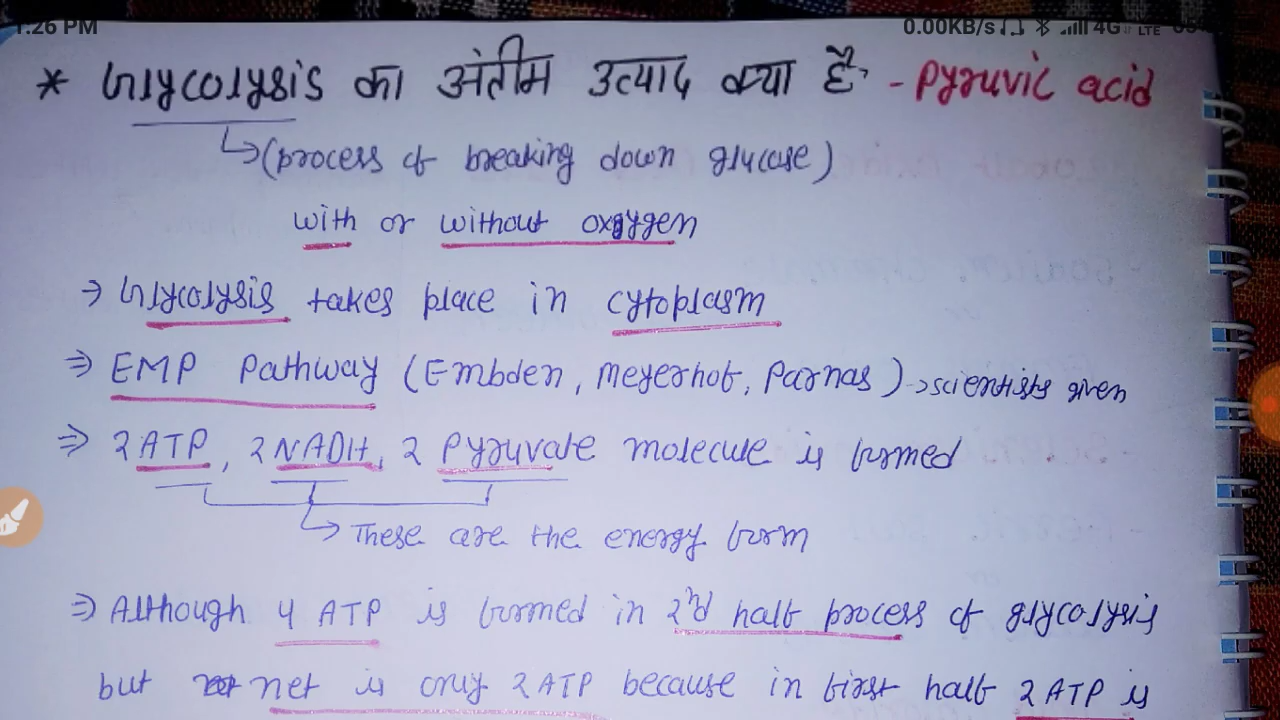 1:26 PM 0.00KB/s 4G LTE
* Glycolysis का अंतीम उत्पाद क्या है - Pyruvic acid
↳ (process of breaking down glucose)
with or without oxygen
⇒ Glycolysis takes place in cytoplasm
⇒ EMP Pathway (Embden, Meyerhof, Parnas) → scientists given
⇒ 2 ATP, 2 NADH, 2 Pyruvate molecule is formed
↳ These are the energy form
⇒ Although 4 ATP is formed in 2nd half process of glycolysis
but net is only 2 ATP because in first half 2 ATP is